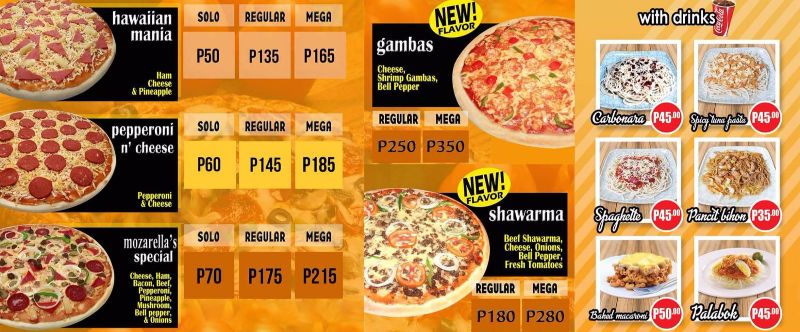 hawaiian
mania
Ham
Cheese
& Pineapple
SOLO REGULAR MEGA
P50 P135 P165
pepperoni
n' cheese
Pepperoni
& Cheese
SOLO REGULAR MEGA
P60 P145 P185
mozarella's
special
Cheese, Ham,
Bacon, Beef,
Pepperoni,
Pineapple,
Mushroom,
Bell pepper,
& Onions
SOLO REGULAR MEGA
P70 P175 P215
NEW!
FLAVOR
gambas
Cheese,
Shrimp Gambas,
Bell Pepper
REGULAR MEGA
P250 P350
NEW!
FLAVOR
shawarma
Beef Shawarma,
Cheese, Onions,
Bell Pepper,
Fresh Tomatoes
REGULAR MEGA
P180 P280
with drinks
Coca-Cola
Carbonara P45.00
Spicy tuna pasta P45.00
Spaghette P45.00
Pancit bihon P35.00
Baked macaroni P50.00
Palabok P45.00